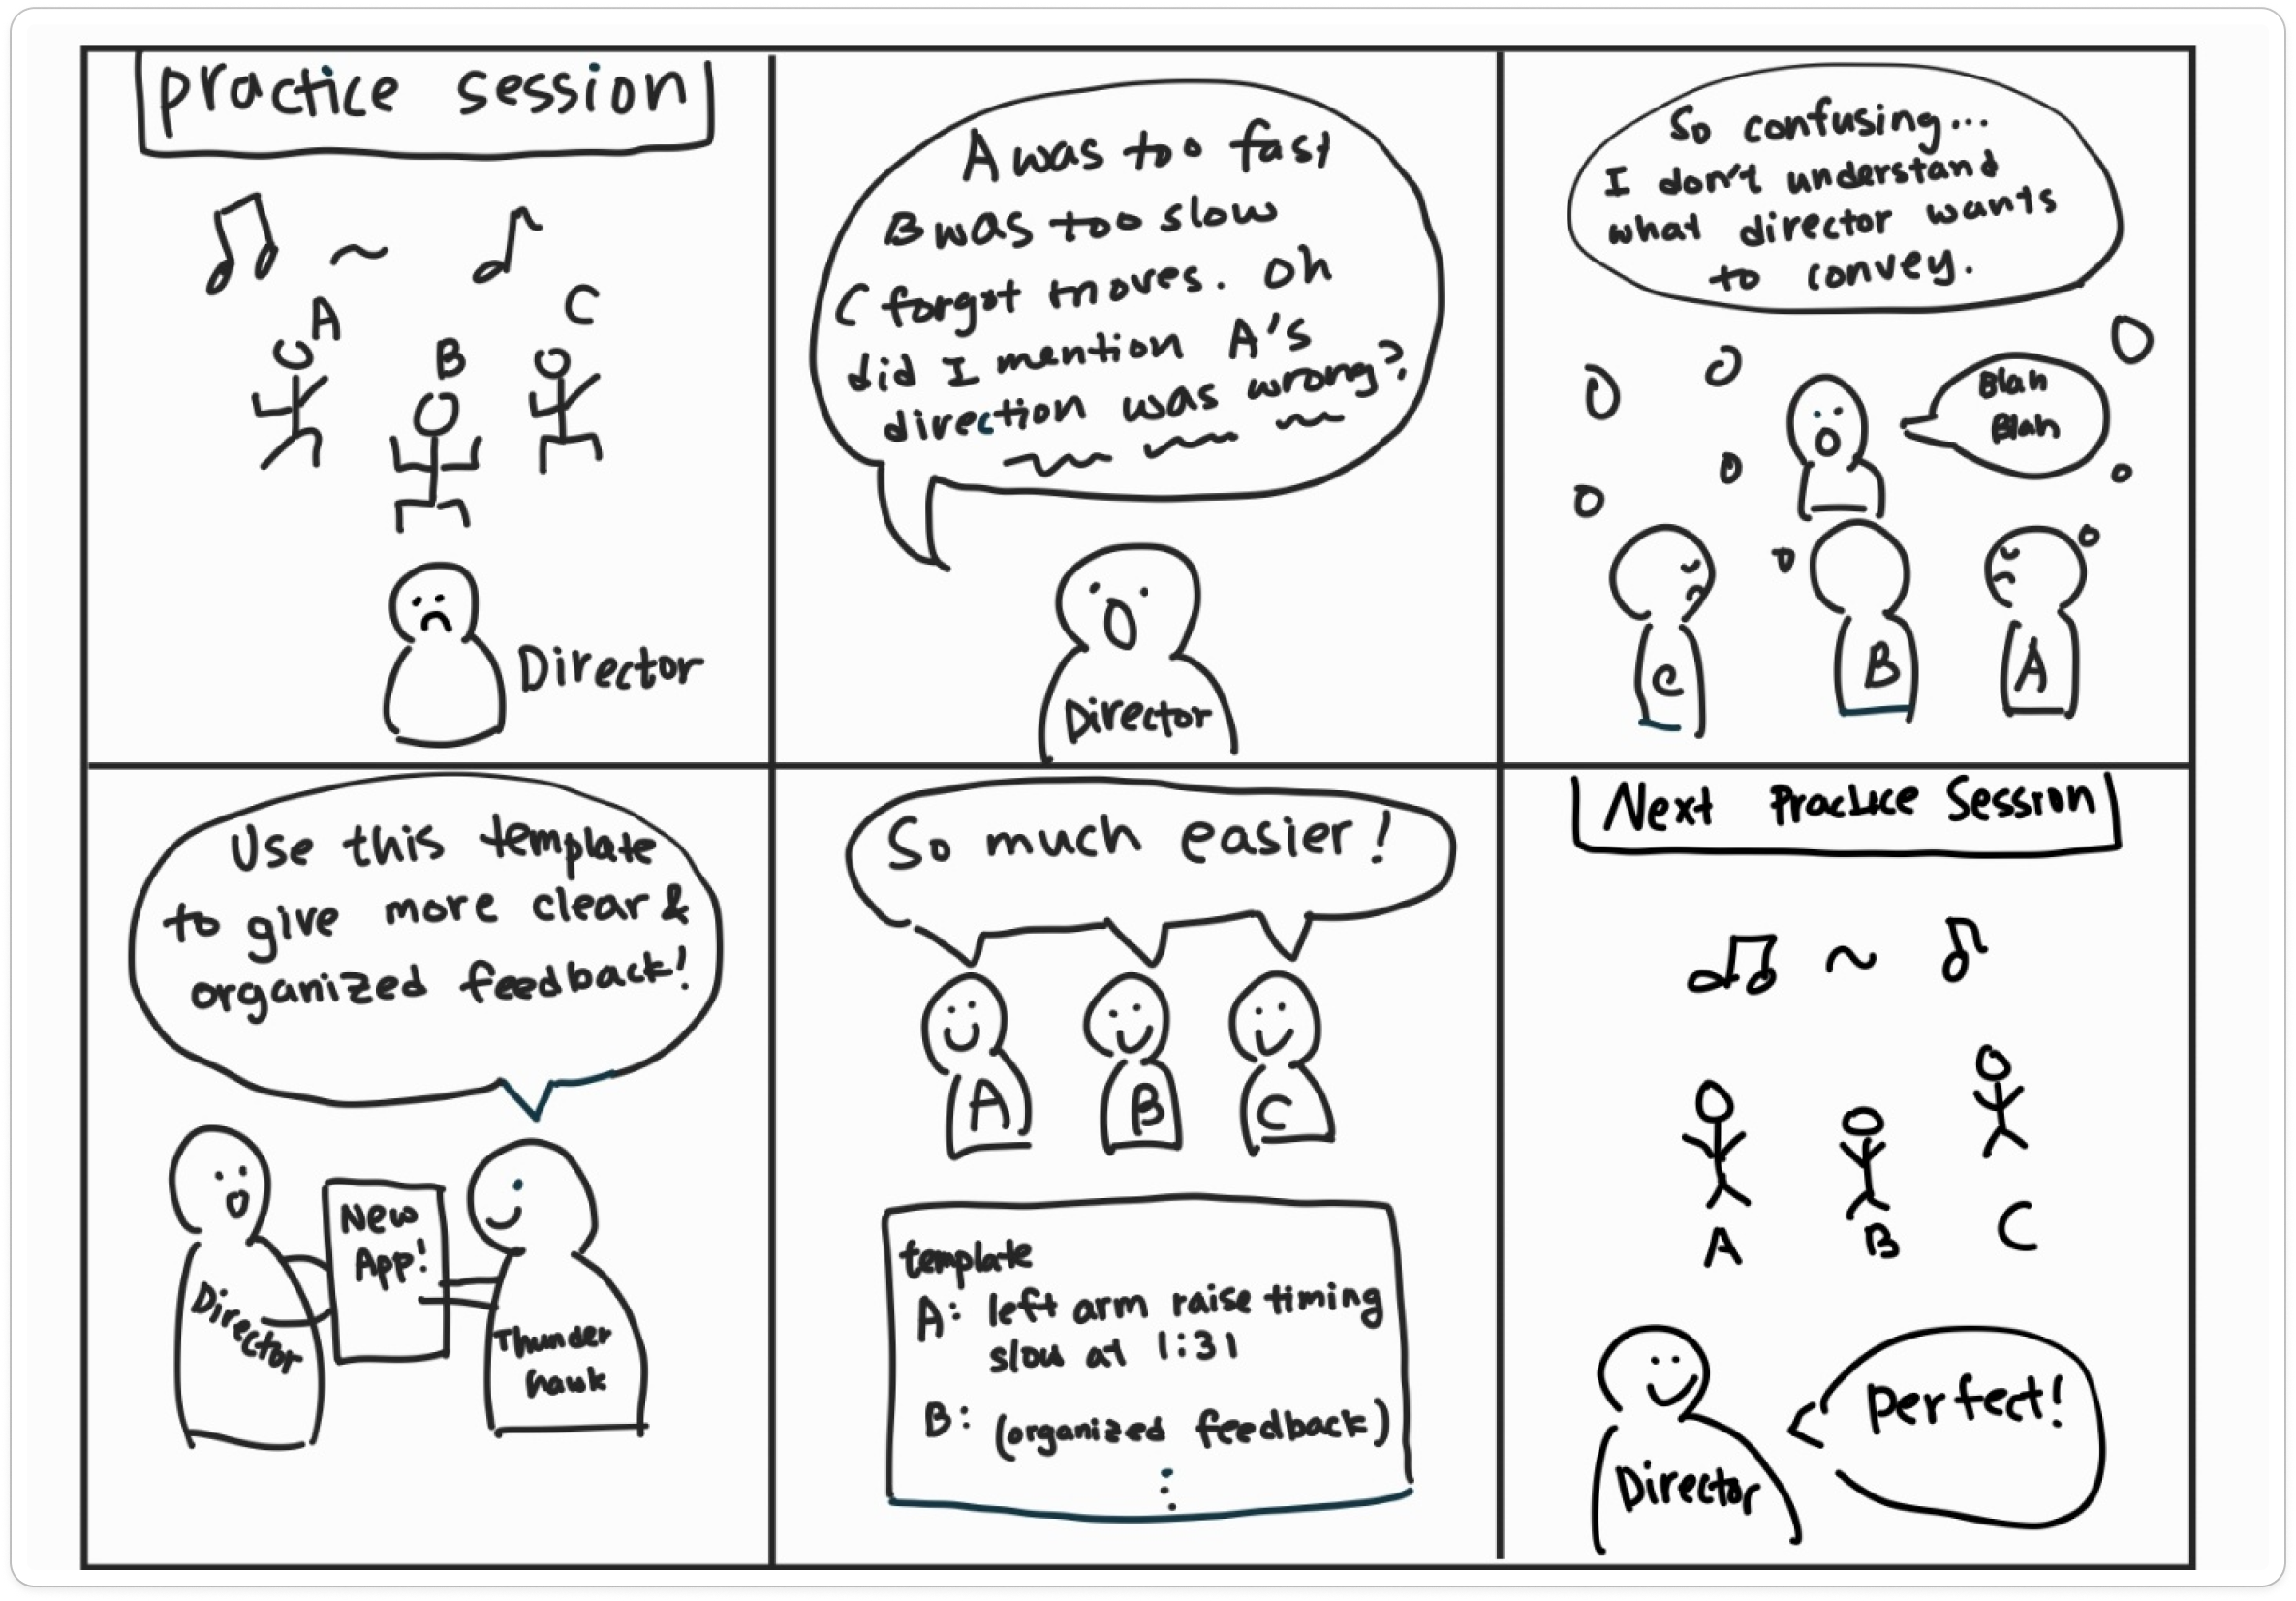 practice session
A
B
C
Director
A was too fast
B was too slow
C forgot moves. Oh
did I mention A's
direction was wrong?
Director
So confusing...
I don't understand
what director wants
to convey.
Blah
Blah
C
B
A
Use this template
to give more clear &
organized feedback!
New
App!
Director
Thunder
hawk
So much easier!
A
B
C
template
A: left arm raise timing
slow at 1:31
B: (organized feedback)
⋮
Next Practice Session
A
B
C
Director
perfect!